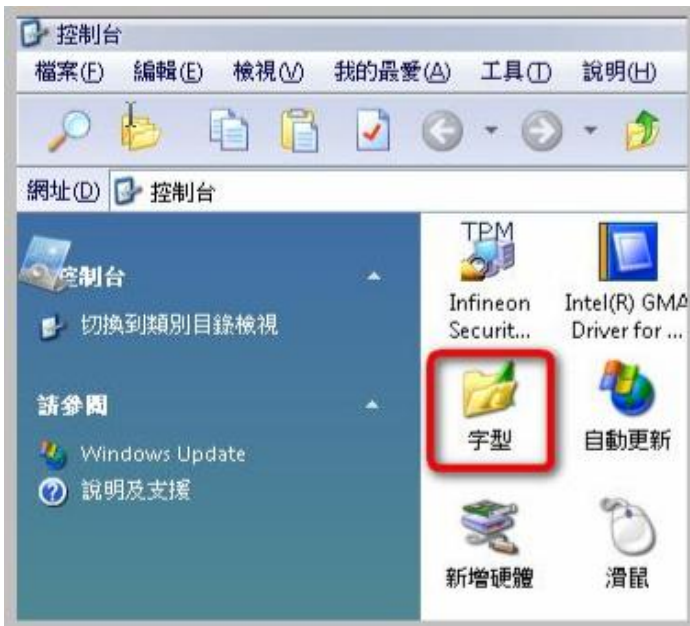 控制台
檔案(F) 編輯(E) 檢視(V) 我的最愛(A) 工具(T) 說明(H)
網址(D) 控制台
控制台
切換到類別目錄檢視
請參閱
Windows Update
說明及支援
TPM
Infineon
Securit...
Intel(R) GMA
Driver for ...
字型
自動更新
新增硬體
滑鼠